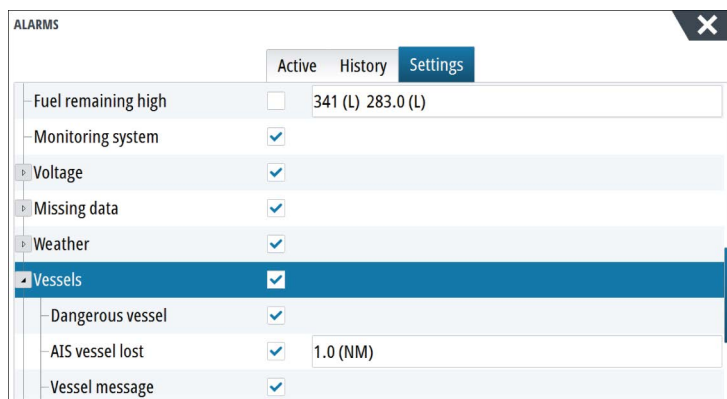 ALARMS
Active History Settings
Fuel remaining high 341 (L) 283.0 (L)
Monitoring system
Voltage
Missing data
Weather
Vessels
Dangerous vessel
AIS vessel lost 1.0 (NM)
Vessel message